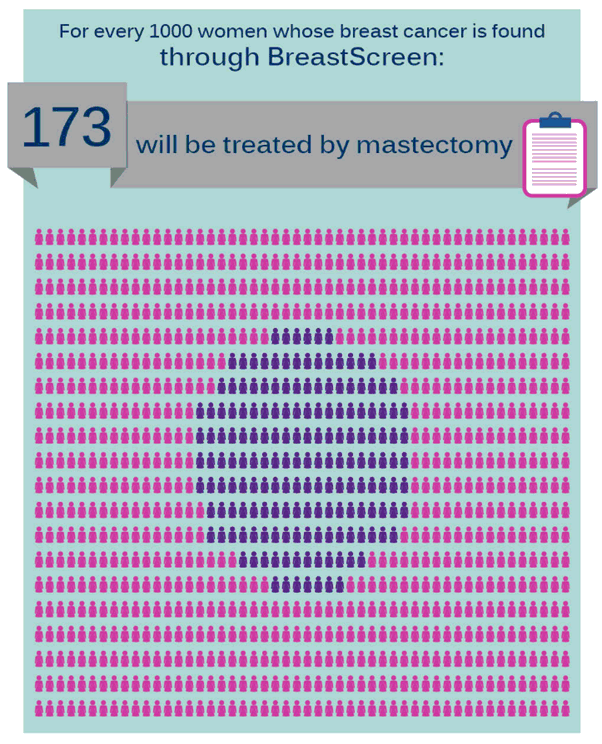 For every 1000 women whose breast cancer is found
through BreastScreen:
173
will be treated by mastectomy